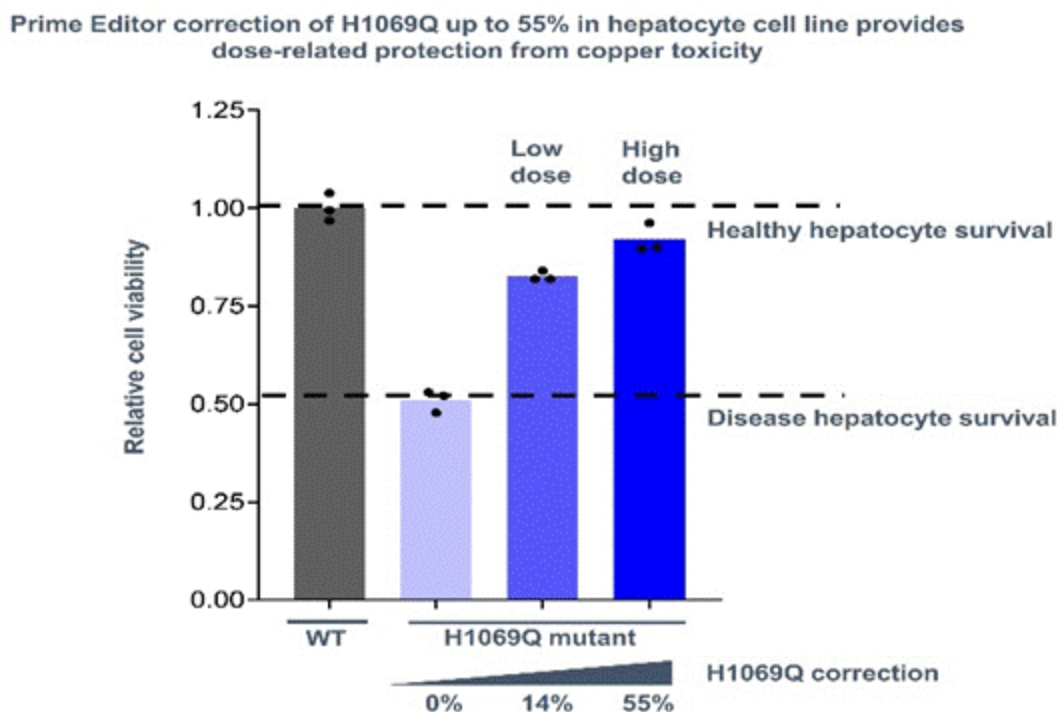 Prime Editor correction of H1069Q up to 55% in hepatocyte cell line provides
dose-related protection from copper toxicity
Relative cell viability
1.25
1.00
0.75
0.50
0.25
0.00
Low
dose
High
dose
Healthy hepatocyte survival
Disease hepatocyte survival
WT
H1069Q mutant
H1069Q correction
0% 14% 55%